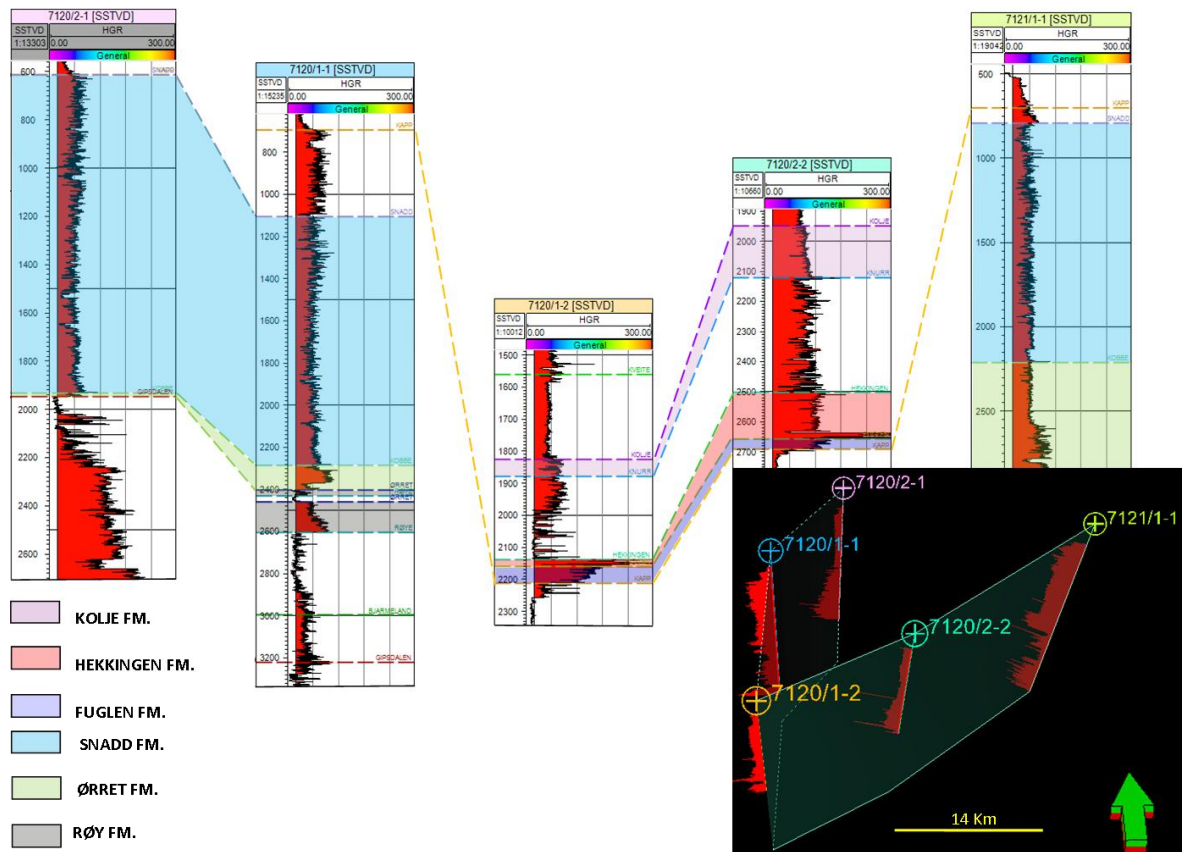 7120/2-1 [SSTVD]
SSTVD
HGR
1:13303
0.00
300.00
General
SNADD
600
800
1000
1200
1400
1600
1800
KOBBE
GIPSDALEN
2000
2200
2400
2600
7120/1-1 [SSTVD]
SSTVD
HGR
1:15235
0.00
300.00
General
KAPP
800
1000
SNADD
1200
1400
1600
1800
2000
2200
KOBBE
2400
ØRRET
ØRRET
2600
RØYE
2800
3000
BJARMELAND
3200
GIPSDALEN
7120/1-2 [SSTVD]
SSTVD
HGR
1:10012
0.00
300.00
General
1500
KVEITE
1600
1700
1800
KOLJE
KNURR
1900
2000
2100
HEKKINGEN
2200
KAPP
2300
7120/2-2 [SSTVD]
SSTVD
HGR
1:10660
0.00
300.00
General
1900
KOLJE
2000
2100
KNURR
2200
2300
2400
2500
HEKKINGEN
2600
2700
KAPP
7121/1-1 [SSTVD]
SSTVD
HGR
1:19042
0.00
300.00
General
500
KAPP
SNADD
1000
1500
2000
KOBBE
2500
KOLJE FM.
HEKKINGEN FM.
FUGLEN FM.
SNADD FM.
ØRRET FM.
RØY FM.
7120/2-1
7121/1-1
7120/1-1
7120/2-2
7120/1-2
14 Km